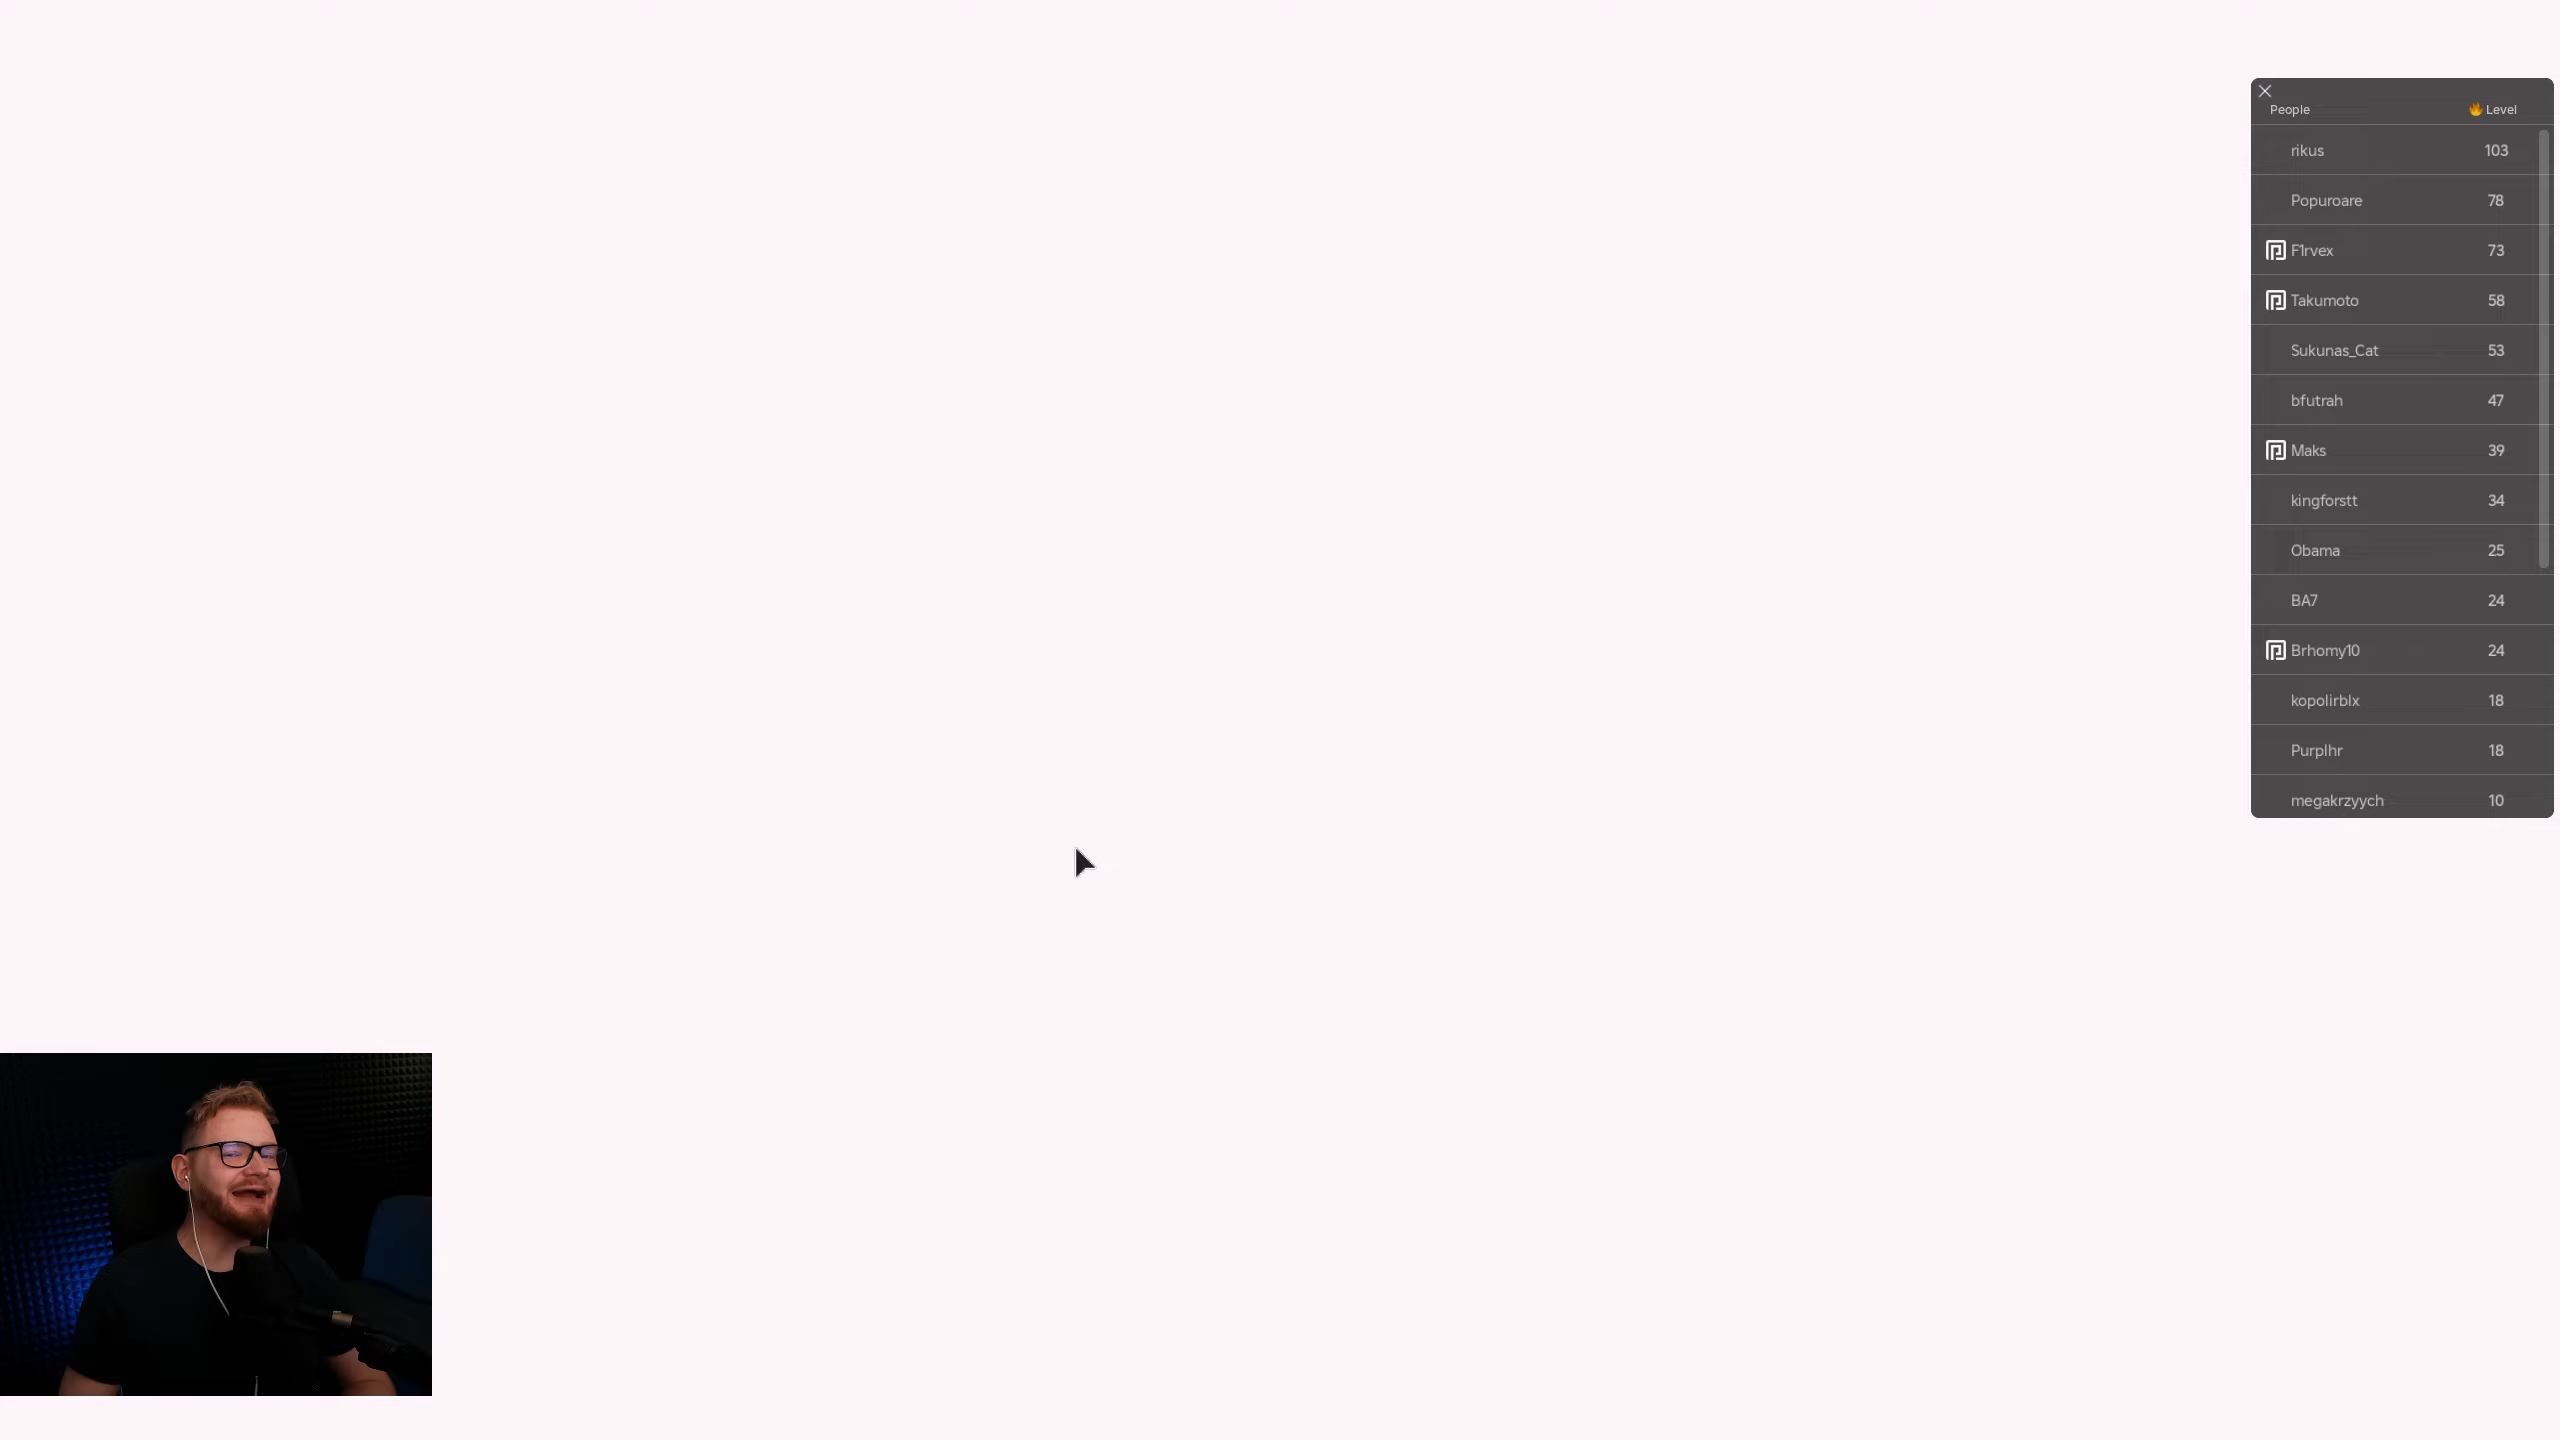 People 🔥 Level
rikus 103
Popuroare 78
F1rvex 73
Takumoto 58
Sukunas_Cat 53
bfutrah 47
Maks 39
kingforstt 34
Obama 25
BA7 24
Brhomy10 24
kopolirblx 18
Purplhr 18
megakrzyych 10